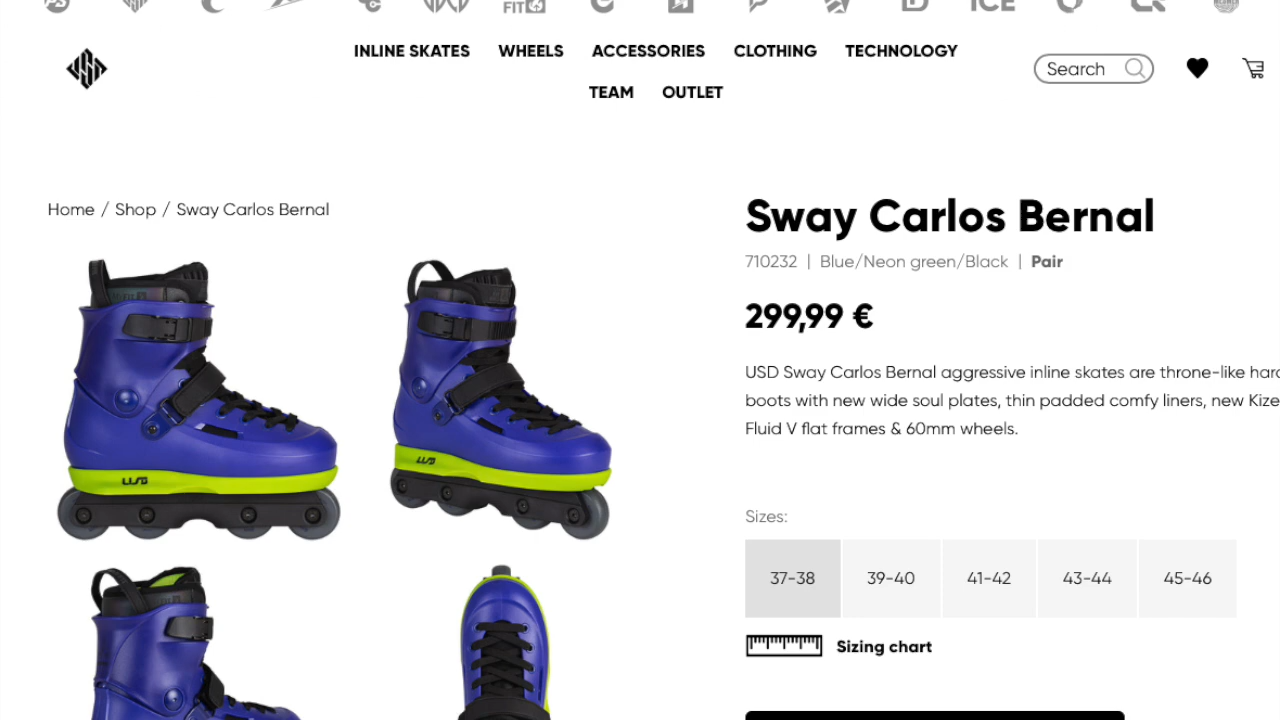 FIT
ICE
INLINE SKATES WHEELS ACCESSORIES CLOTHING TECHNOLOGY
TEAM OUTLET
Search
Home / Shop / Sway Carlos Bernal
Sway Carlos Bernal
710232 | Blue/Neon green/Black | Pair
299,99 €
USD Sway Carlos Bernal aggressive inline skates are throne-like
boots with new wide soul plates, thin padded comfy liners, new
Fluid V flat frames & 60mm wheels.
Sizes:
37-38 39-40 41-42 43-44 45-46
Sizing chart
USD
USD